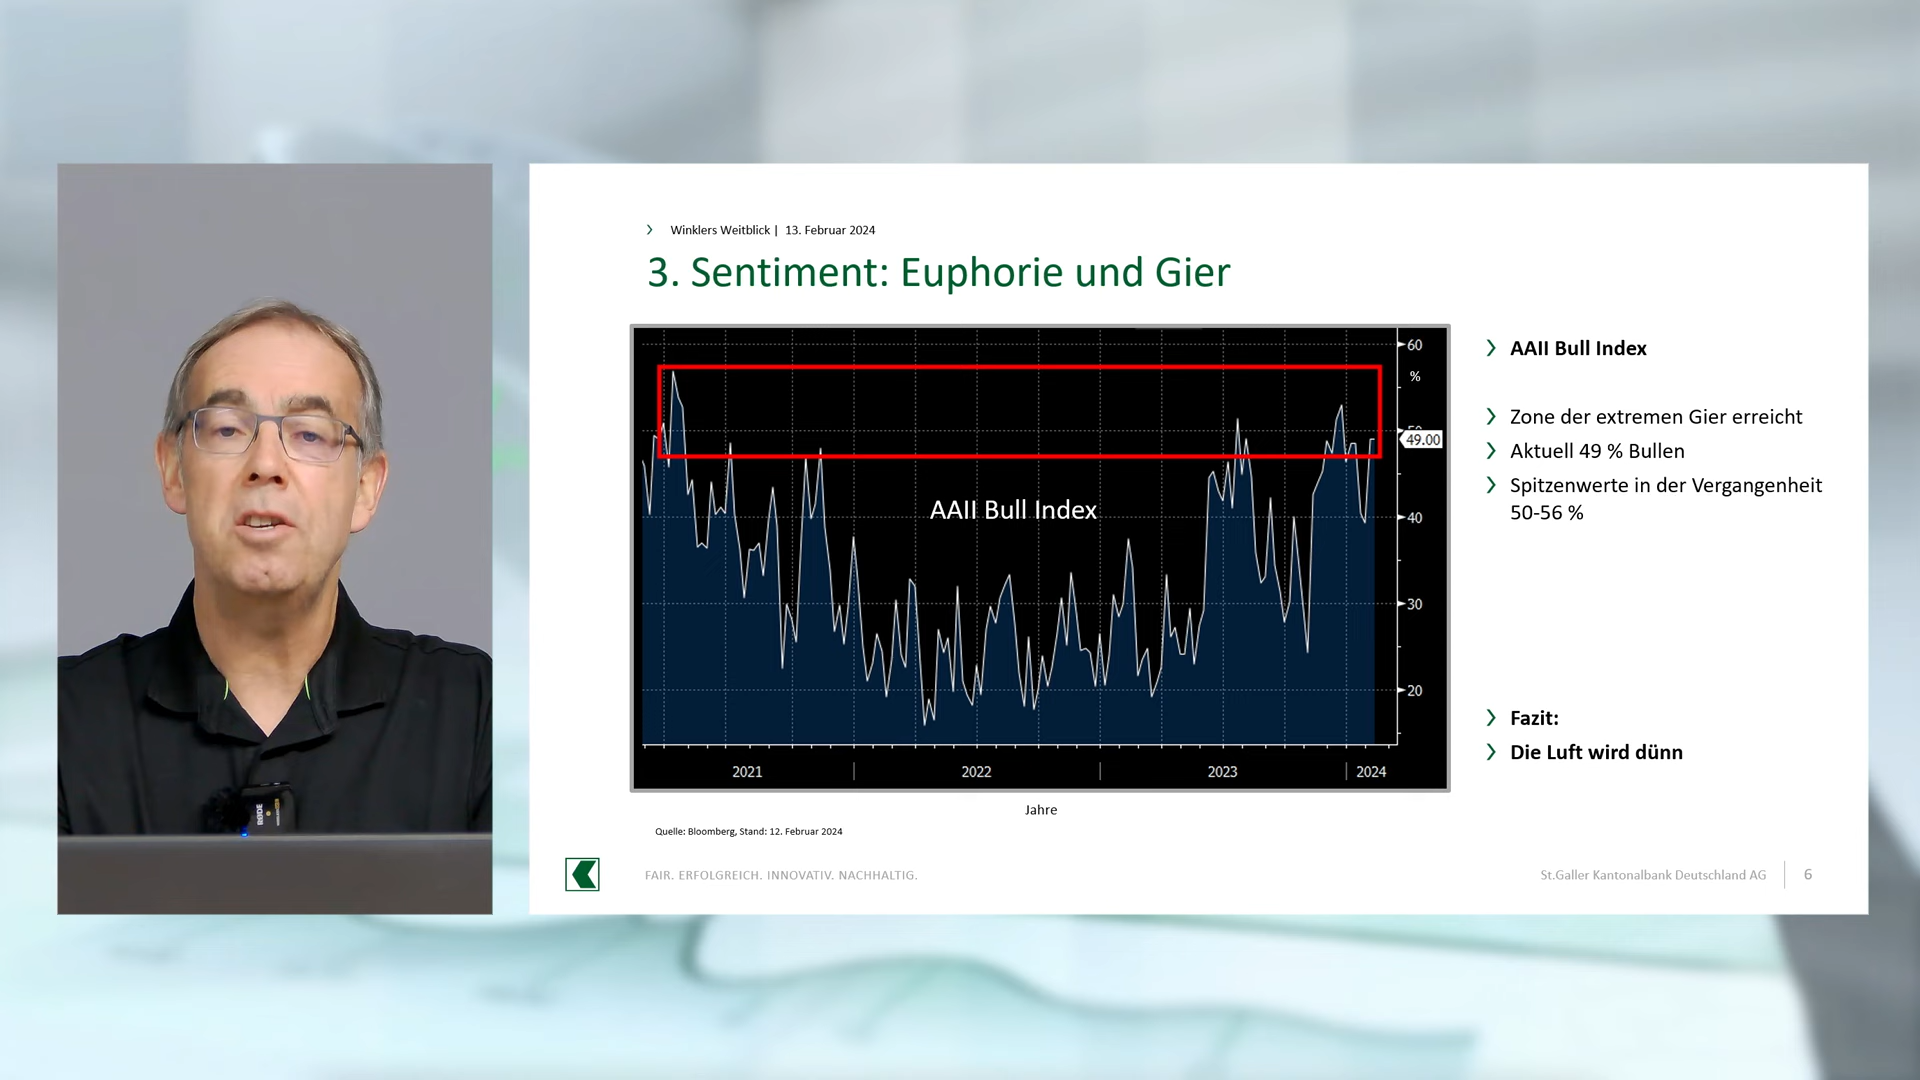 Winklers Weitblick | 13. Februar 2024
3. Sentiment: Euphorie und Gier
60
%
50
49.00
40
30
20
AAII Bull Index
2021
2022
2023
2024
Jahre
Quelle: Bloomberg, Stand: 12. Februar 2024
AAII Bull Index
Zone der extremen Gier erreicht
Aktuell 49 % Bullen
Spitzenwerte in der Vergangenheit
50-56 %
Fazit:
Die Luft wird dünn
RØDE
FAIR. ERFOLGREICH. INNOVATIV. NACHHALTIG.
St.Galler Kantonalbank Deutschland AG
6